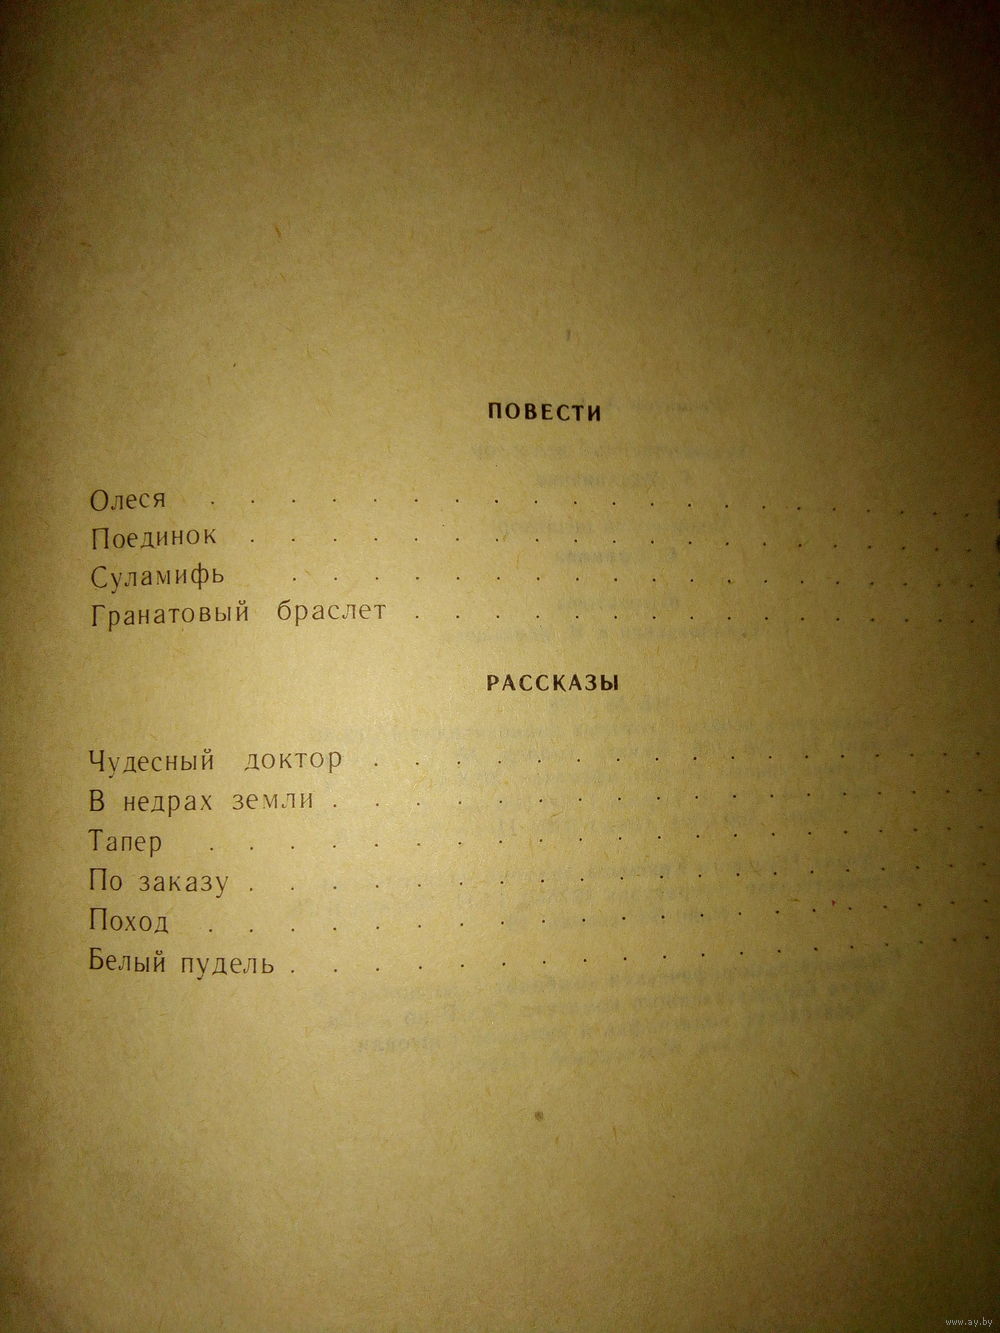 ПОВЕСТИ
Олеся . . . . . . . . . . . . . . . . . .
Поединок . . . . . . . . . . . . . . . . . .
Суламифь . . . . . . . . . . . . . . . . .
Гранатовый браслет . . . . . . . . . . . . . .
РАССКАЗЫ
Чудесный доктор . . . . . . . . . . . . . . .
В недрах земли . . . . . . . . . . . . . . . .
Тапер . . . . . . . . . . . . . . . . . . .
По заказу . . . . . . . . . . . . . . . . . .
Поход . . . . . . . . . . . . . . . . . . .
Белый пудель . . . . . . . . . . . . . . . . .
www.ay.by